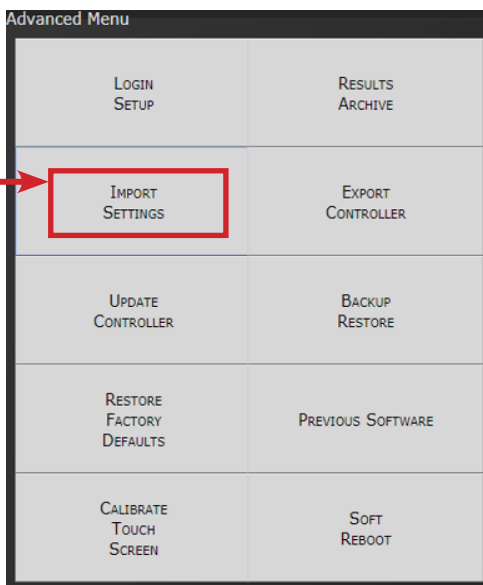 Advanced Menu
LOGIN
SETUP
RESULTS
ARCHIVE
IMPORT
SETTINGS
EXPORT
CONTROLLER
UPDATE
CONTROLLER
BACKUP
RESTORE
RESTORE
FACTORY
DEFAULTS
PREVIOUS SOFTWARE
CALIBRATE
TOUCH
SCREEN
SOFT
REBOOT